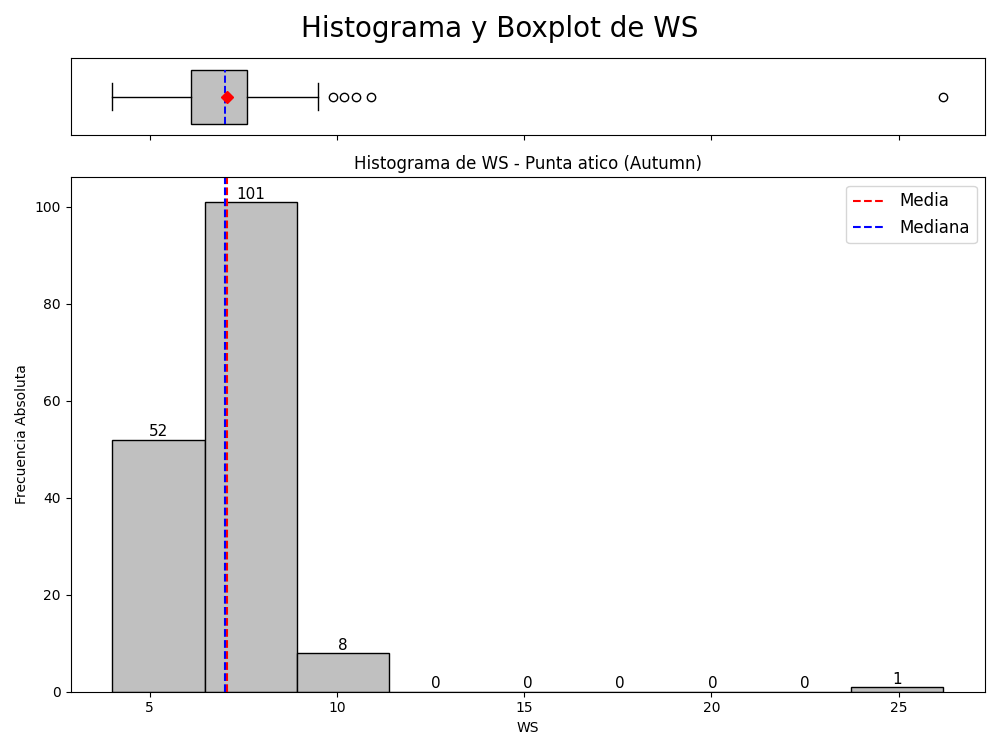 Histograma y Boxplot de WS
5 10 15 20 25
Histograma de WS - Punta atico (Autumn)
Media
Mediana
100
80
60
40
20
0
Frecuencia Absoluta
52
101
8
0
0
0
0
0
1
WS